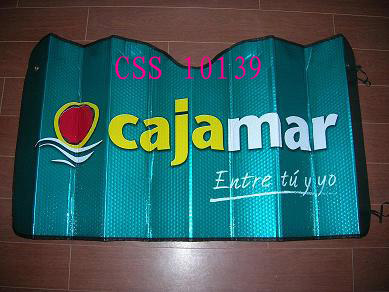 CSS 10139
cajamar
Entre tú y yo